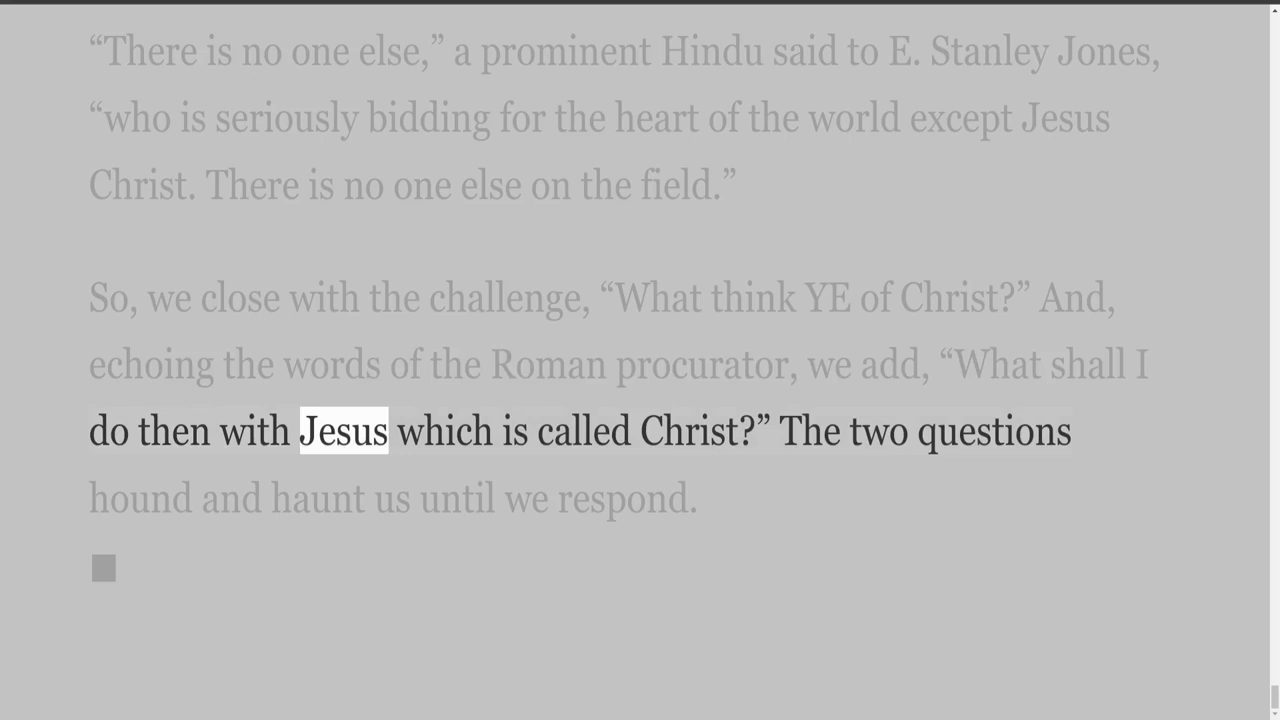 “There is no one else,” a prominent Hindu said to E. Stanley Jones,
“who is seriously bidding for the heart of the world except Jesus
Christ. There is no one else on the field.”
So, we close with the challenge, “What think YE of Christ?” And,
echoing the words of the Roman procurator, we add, “What shall I
do then with Jesus which is called Christ?” The two questions
hound and haunt us until we respond.